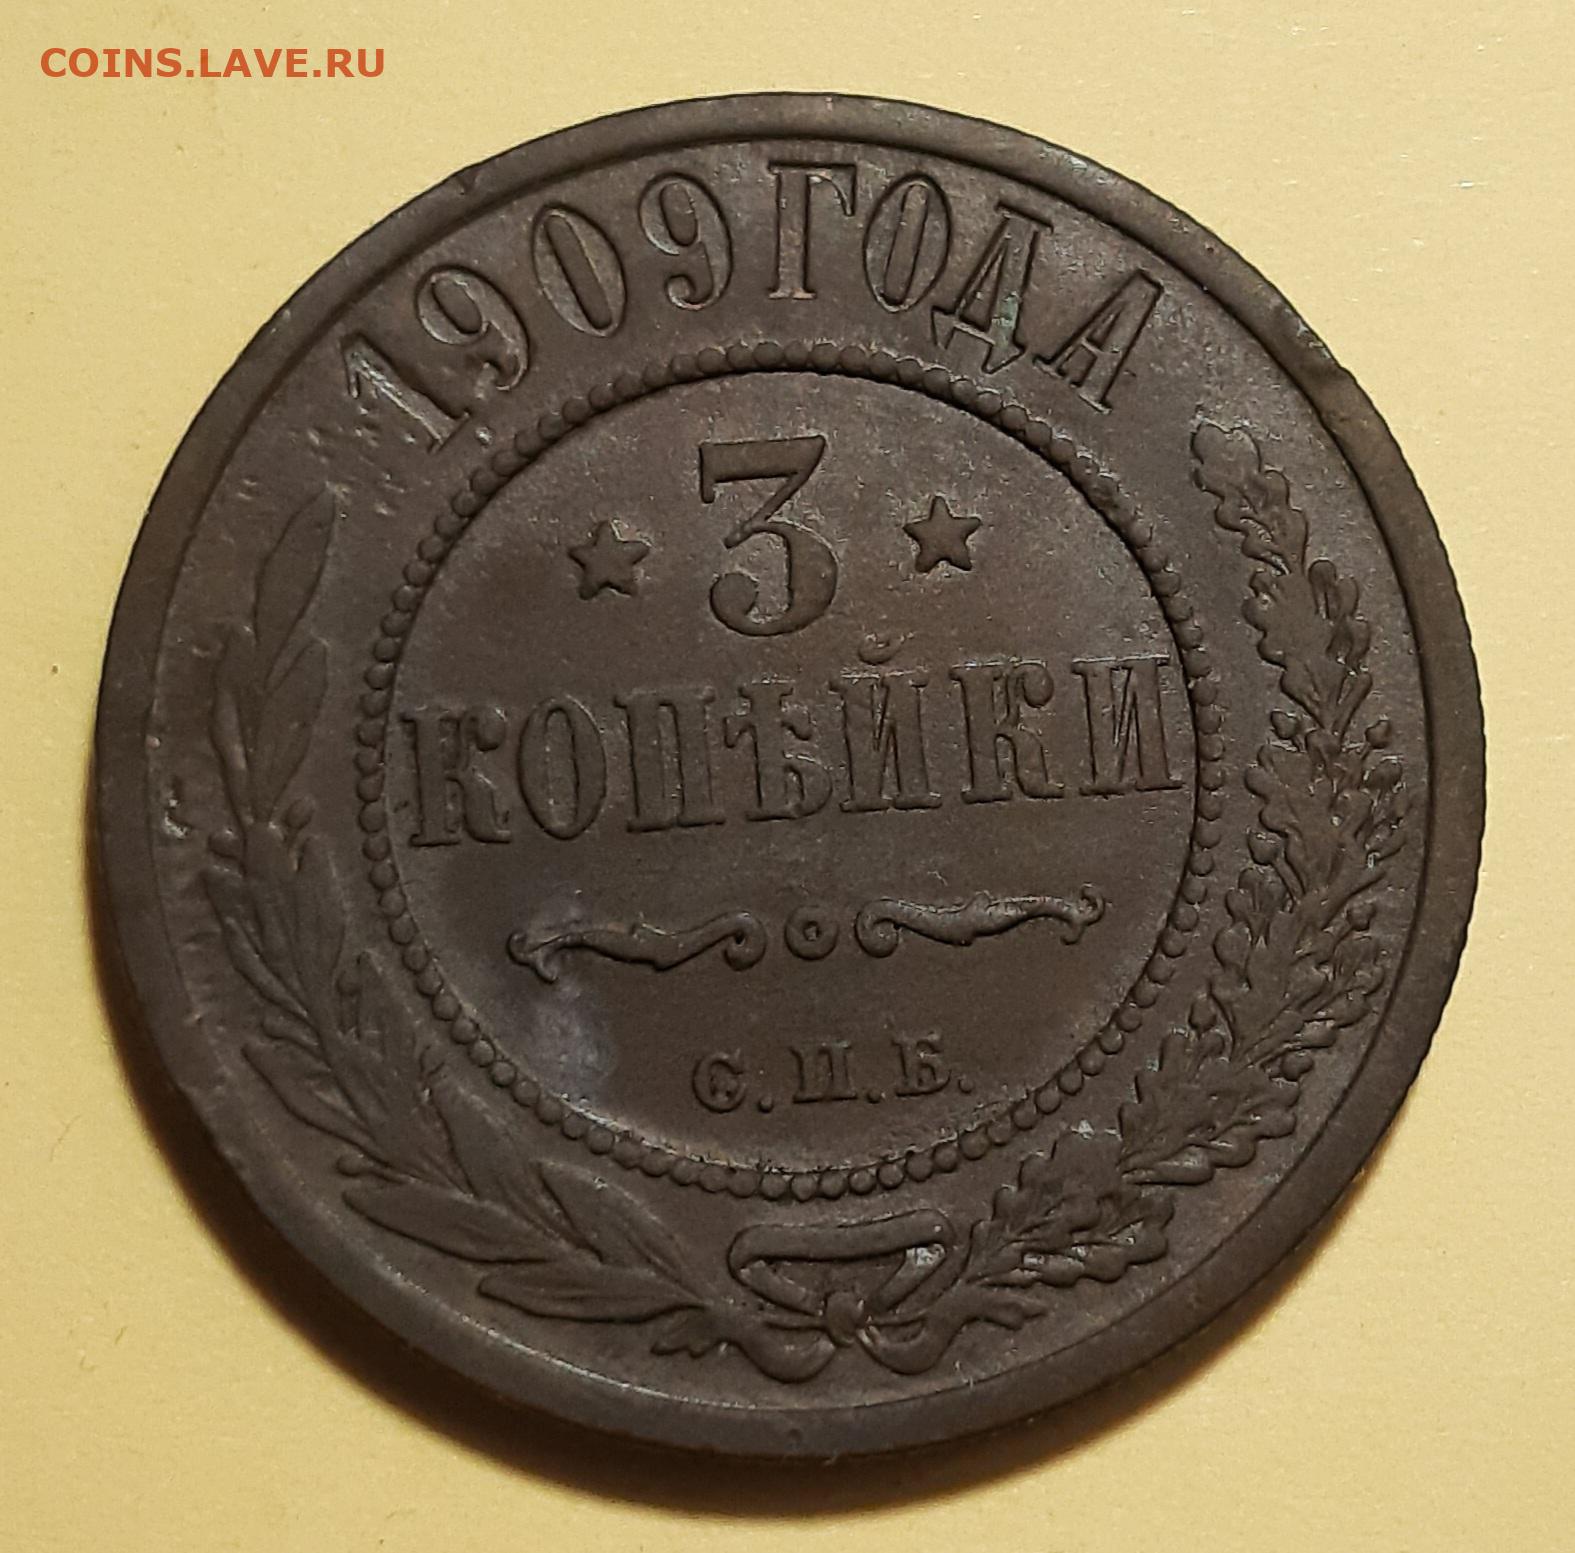 COINS.LAVE.RU
1909 ГОДА
3
КОПѢЙКИ
С.П.Б.